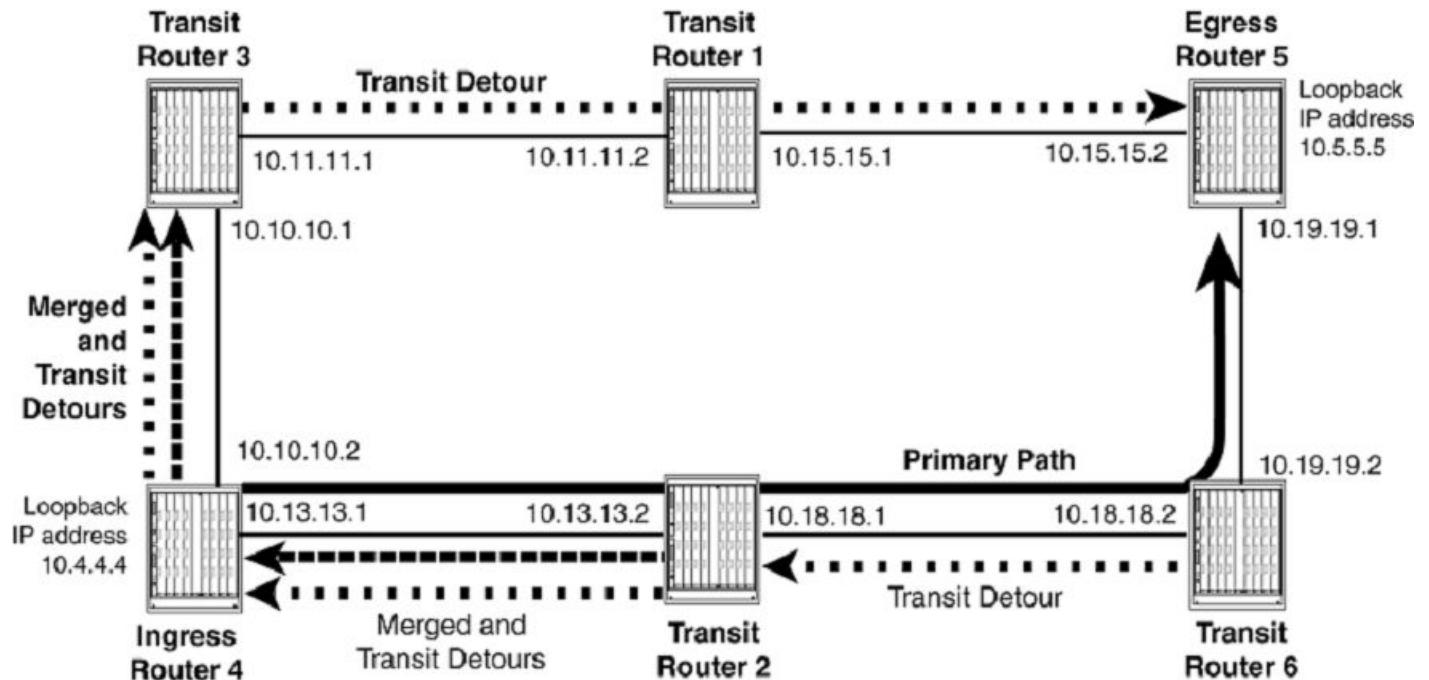 Transit
Router 3
Transit
Router 1
Egress
Router 5
Transit Detour
Loopback
IP address
10.5.5.5
10.11.11.1
10.11.11.2
10.15.15.1
10.15.15.2
10.10.10.1
10.19.19.1
Merged
and
Transit
Detours
10.10.10.2
Primary Path
10.19.19.2
Loopback
IP address
10.4.4.4
10.13.13.1
10.13.13.2
10.18.18.1
10.18.18.2
Transit Detour
Merged and
Transit Detours
Ingress
Router 4
Transit
Router 2
Transit
Router 6